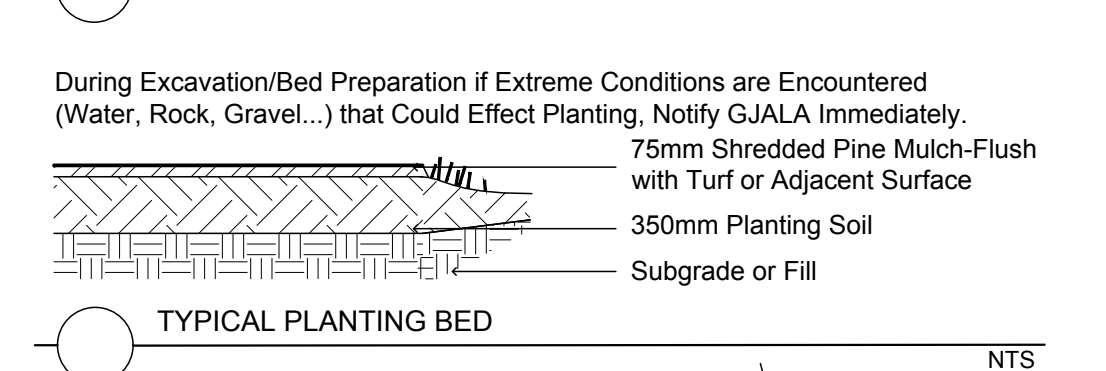 During Excavation/Bed Preparation if Extreme Conditions are Encountered
(Water, Rock, Gravel...) that Could Effect Planting, Notify GJALA Immediately.
75mm Shredded Pine Mulch-Flush
with Turf or Adjacent Surface
350mm Planting Soil
Subgrade or Fill
TYPICAL PLANTING BED
NTS